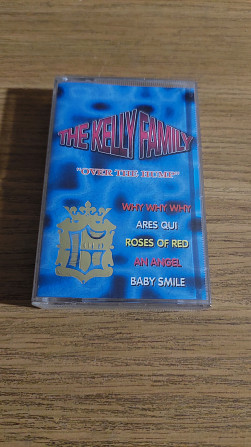 THE KELLY FAMILY
"OVER THE HUMP"
WHY WHY WHY
ARES QUI
ROSES OF RED
AN ANGEL
BABY SMILE